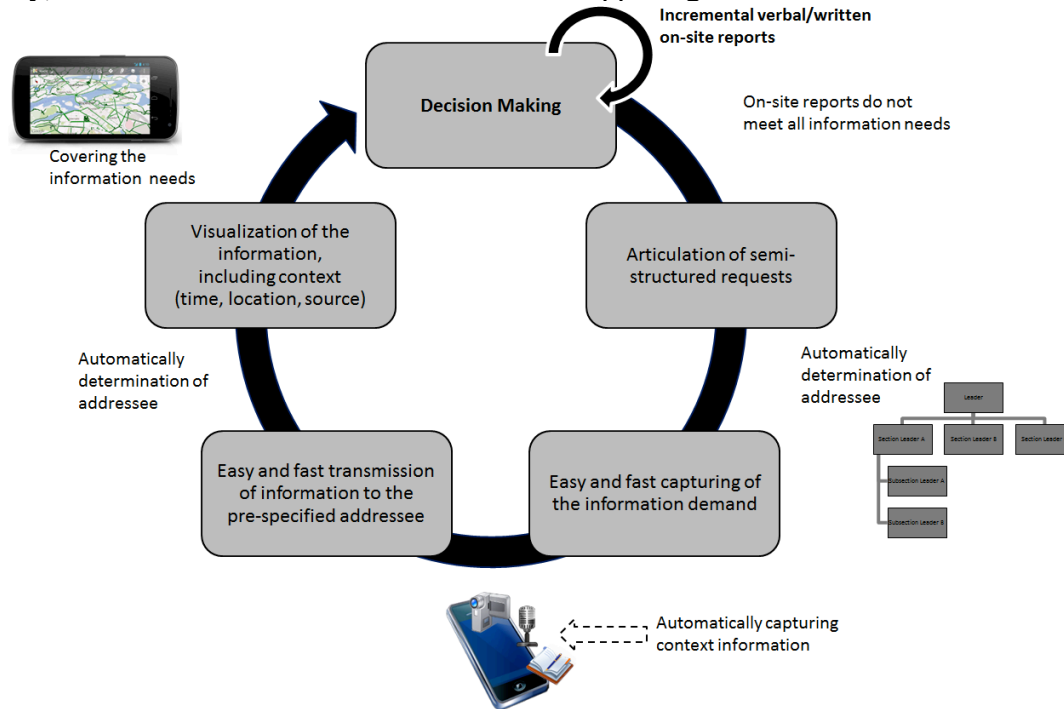 Incremental verbal/written
on-site reports
Decision Making
On-site reports do not
meet all information needs
Covering the
information needs
Visualization of the
information,
including context
(time, location, source)
Articulation of semi-
structured requests
Automatically
determination of
addressee
Automatically
determination of
addressee
Leader
Section Leader A
Section Leader B
Section Leader
Subsection Leader A
Subsection Leader B
Easy and fast transmission
of information to the
pre-specified addressee
Easy and fast capturing of
the information demand
Automatically capturing
context information